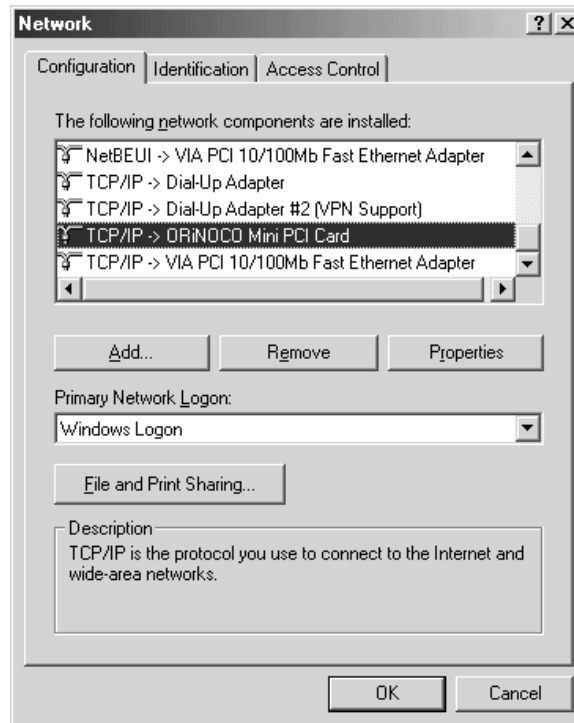 Network
Configuration Identification Access Control
The following network components are installed:
NetBEUI -> VIA PCI 10/100Mb Fast Ethernet Adapter
TCP/IP -> Dial-Up Adapter
TCP/IP -> Dial-Up Adapter #2 (VPN Support)
TCP/IP -> ORiNOCO Mini PCI Card
TCP/IP -> VIA PCI 10/100Mb Fast Ethernet Adapter
Add... Remove Properties
Primary Network Logon:
Windows Logon
File and Print Sharing...
Description
TCP/IP is the protocol you use to connect to the Internet and
wide-area networks.
OK Cancel